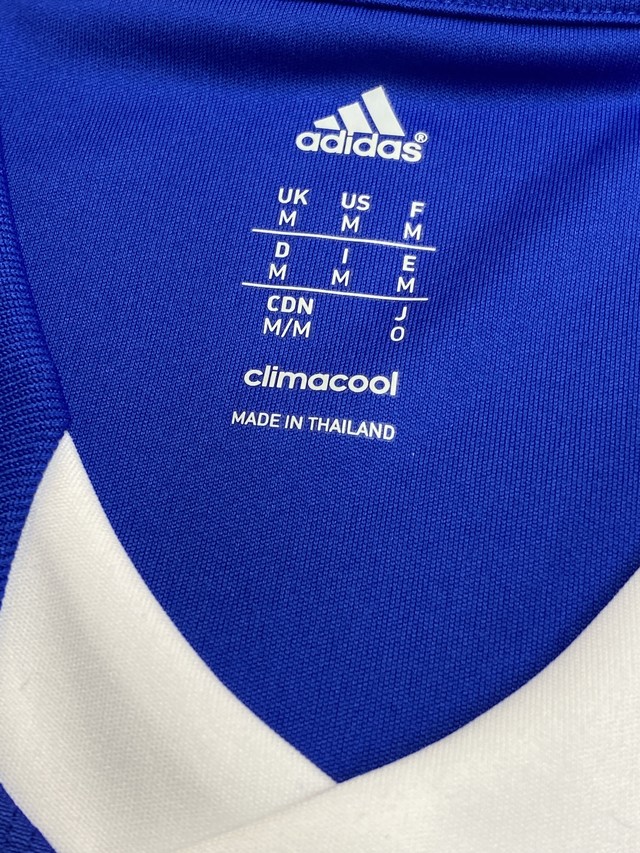 adidas®
UK US F
M M M
D I E
M M M
CDN J
M/M O
climacool
MADE IN THAILAND